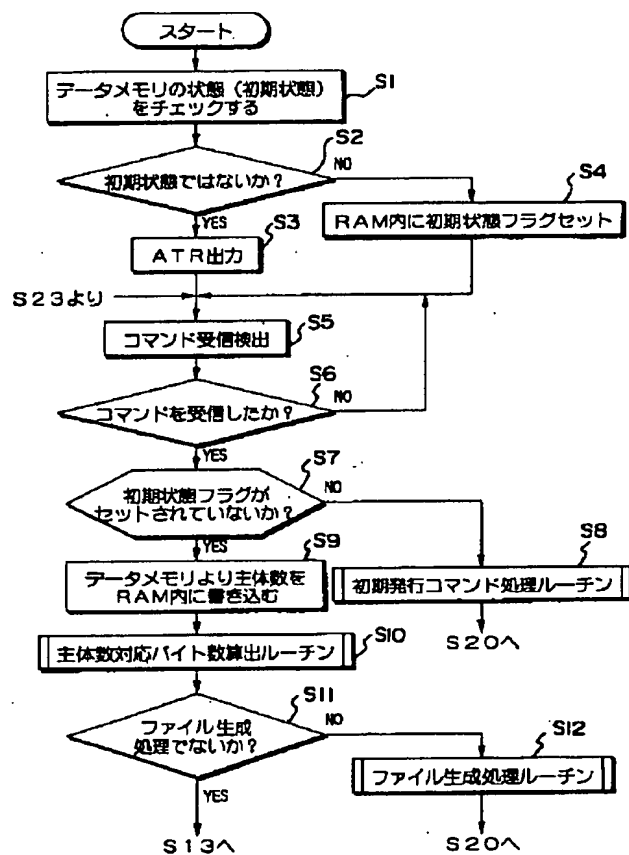 スタート
S1
データメモリの状態（初期状態）
をチェックする
S2
初期状態ではないか？
NO
YES
S4
RAM内に初期状態フラグセット
S3
ATR出力
S23より
S5
コマンド受信検出
S6
コマンドを受信したか？
NO
YES
S7
初期状態フラグが
セットされていないか？
NO
YES
S9
データメモリより主体数を
RAM内に書き込む
S8
初期発行コマンド処理ルーチン
S20へ
主体数対応バイト数算出ルーチン
S10
S11
ファイル生成
処理でないか？
NO
YES
S12
ファイル生成処理ルーチン
S13へ
S20へ